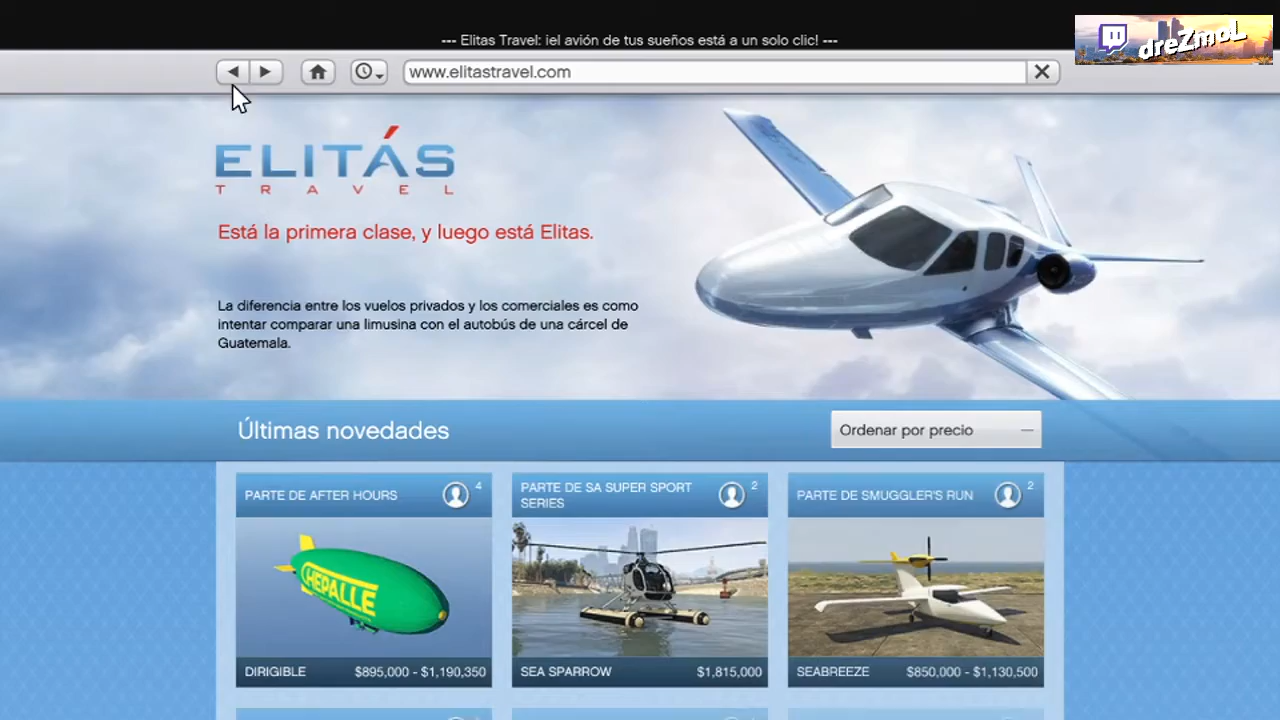 --- Elitas Travel: ¡el avión de tus sueños está a un solo clic! ---
dreZmoL
www.elitastravel.com
ELITÁS
TRAVEL
Está la primera clase, y luego está Elitas.
La diferencia entre los vuelos privados y los comerciales es como
intentar comparar una limusina con el autobús de una cárcel de
Guatemala.
Últimas novedades
Ordenar por precio
PARTE DE AFTER HOURS
4
PARTE DE SA SUPER SPORT
SERIES
2
PARTE DE SMUGGLER'S RUN
2
HEPALLE
DIRIGIBLE
$895,000 - $1,190,350
SEA SPARROW
$1,815,000
SEABREEZE
$850,000 - $1,130,500